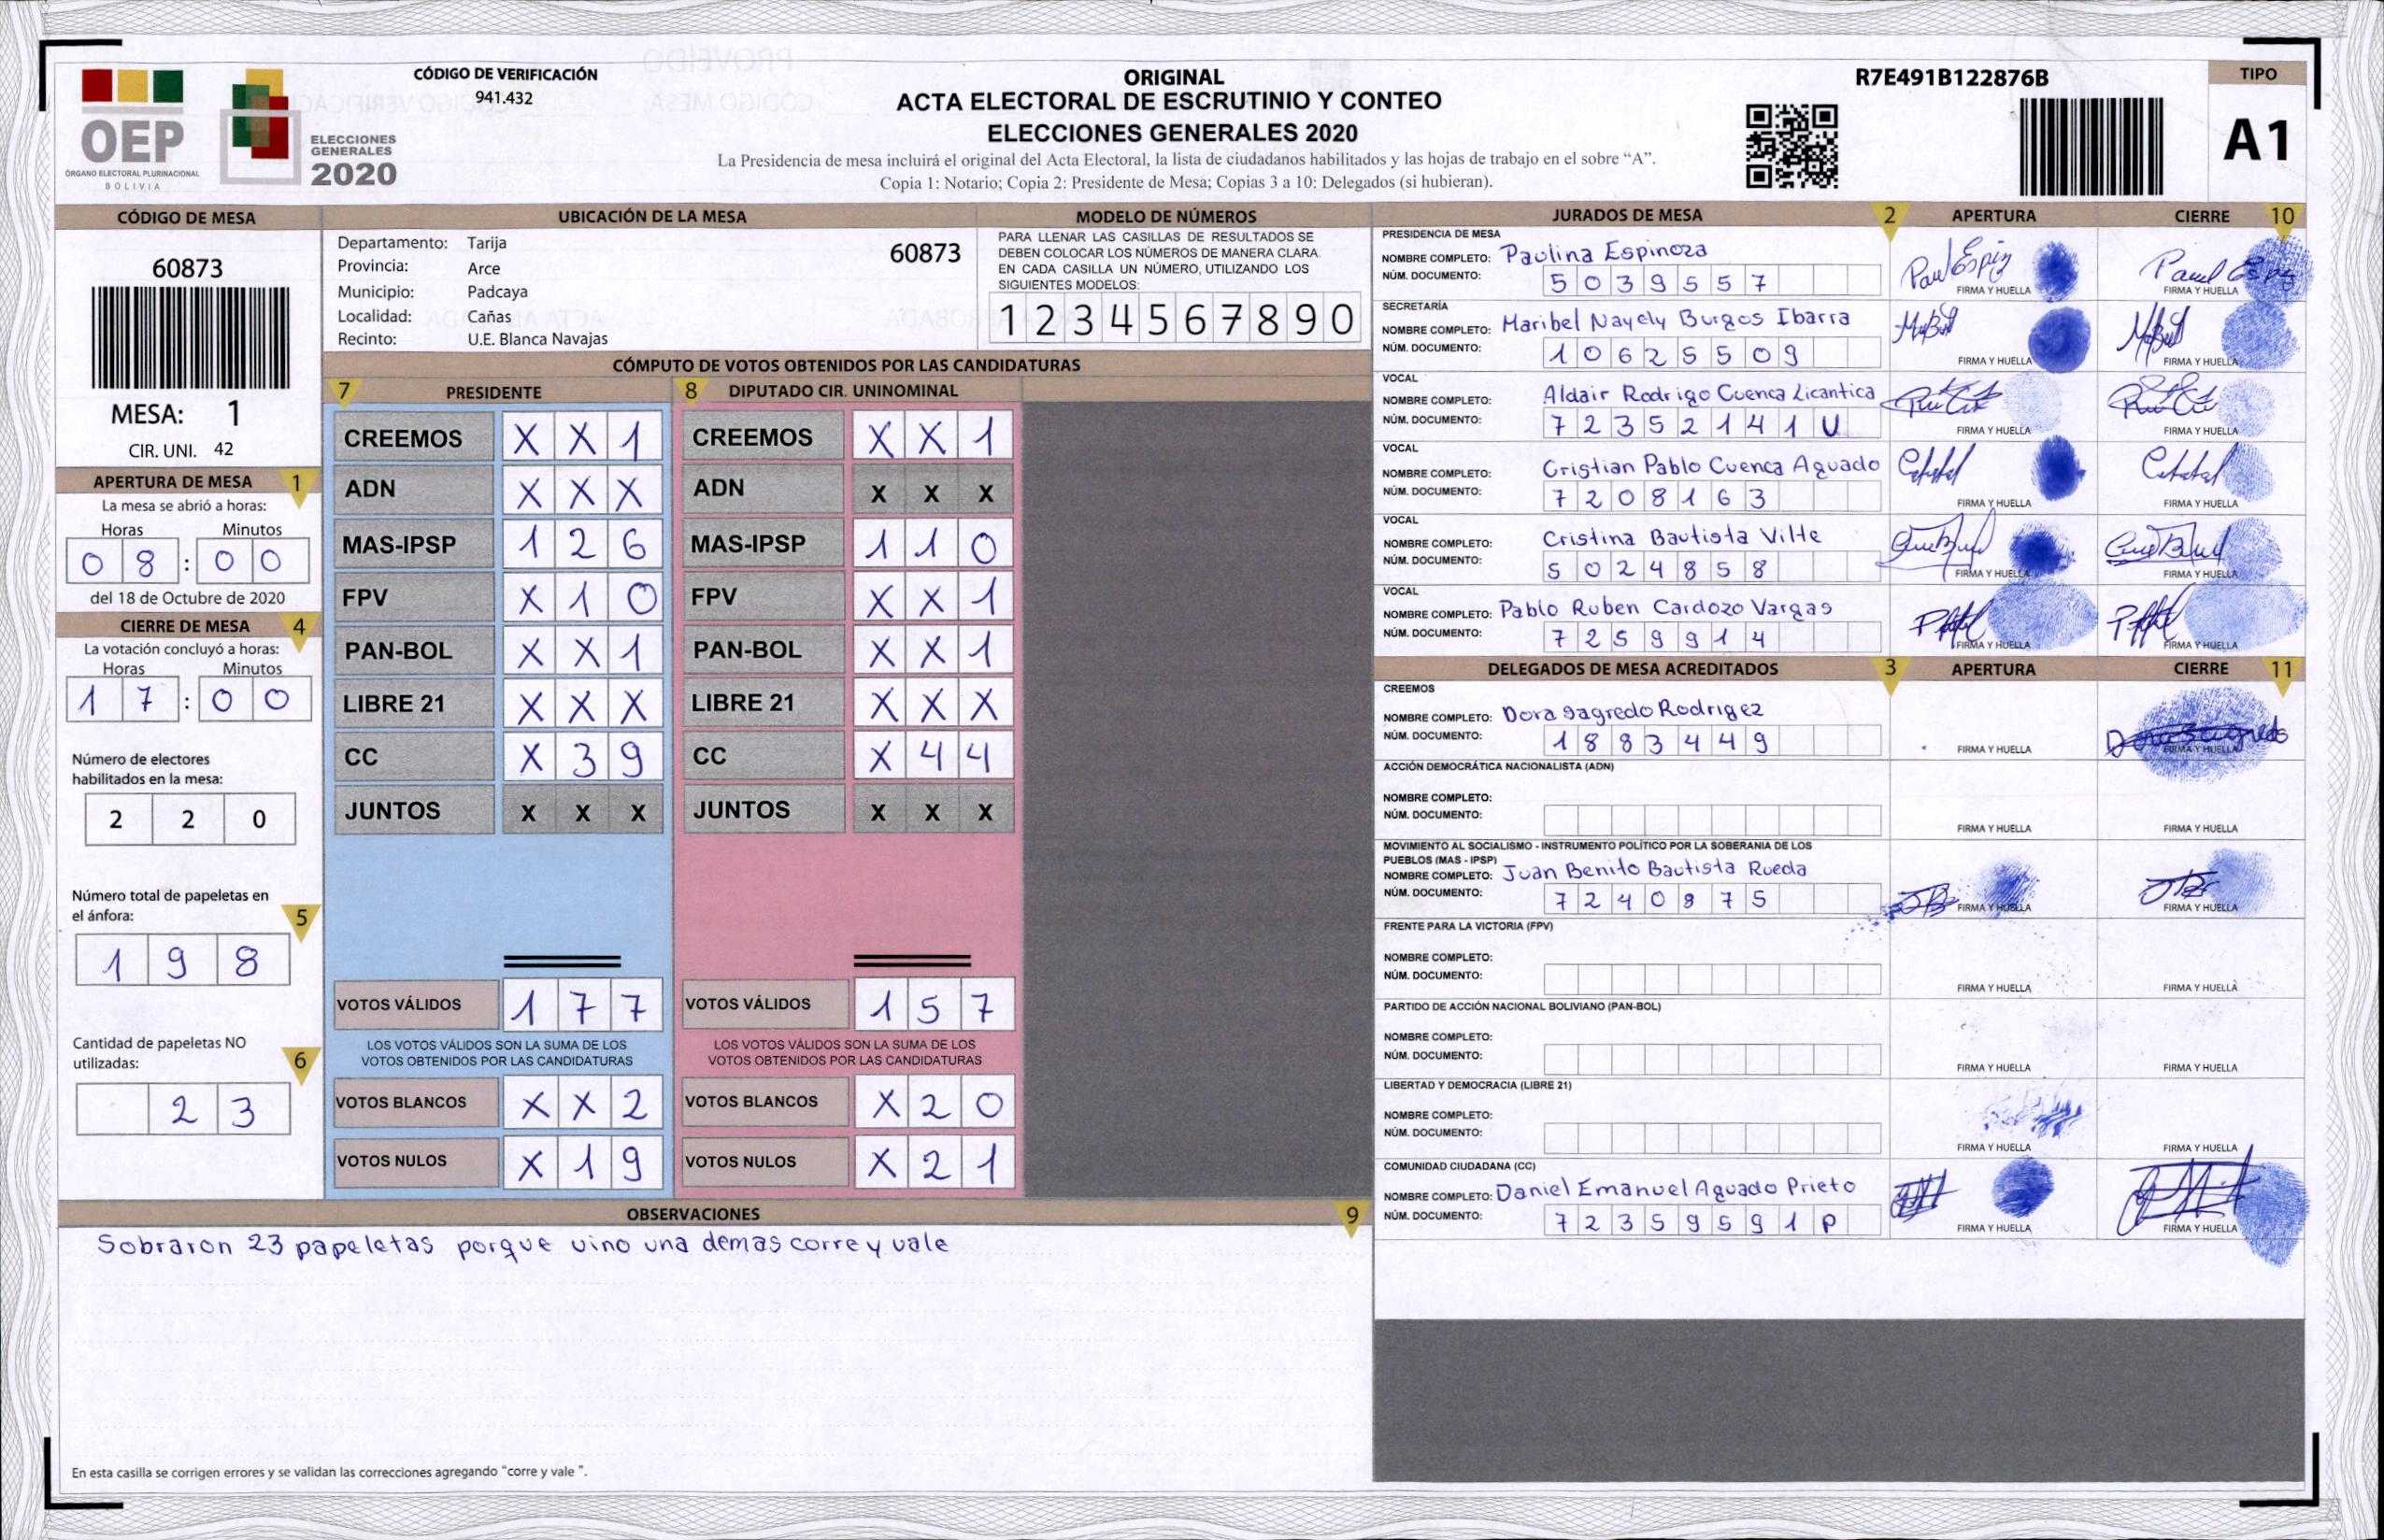 CÓDIGO DE VERIFICACIÓN
941.432
OEP
ÓRGANO ELECTORAL PLURINACIONAL
BOLIVIA
ELECCIONES
GENERALES
2020
ORIGINAL
ACTA ELECTORAL DE ESCRUTINIO Y CONTEO
ELECCIONES GENERALES 2020
La Presidencia de mesa incluirá el original del Acta Electoral, la lista de ciudadanos habilitados y las hojas de trabajo en el sobre “A”.
Copia 1: Notario; Copia 2: Presidente de Mesa; Copias 3 a 10: Delegados (si hubieran).
R7E491B122876B
TIPO
A1
CÓDIGO DE MESA
60873
MESA: 1
CIR. UNI. 42
UBICACIÓN DE LA MESA
Departamento: Tarija
60873
Provincia: Arce
Municipio: Padcaya
Localidad: Cañas
Recinto: U.E. Blanca Navajas
MODELO DE NÚMEROS
PARA LLENAR LAS CASILLAS DE RESULTADOS SE
DEBEN COLOCAR LOS NÚMEROS DE MANERA CLARA.
EN CADA CASILLA UN NÚMERO, UTILIZANDO LOS
SIGUIENTES MODELOS:
1 2 3 4 5 6 7 8 9 0
APERTURA DE MESA 1
La mesa se abrió a horas:
Horas Minutos
0 8 : 0 0
del 18 de Octubre de 2020
CIERRE DE MESA 4
La votación concluyó a horas:
Horas Minutos
1 7 : 0 0
Número de electores
habilitados en la mesa:
2 2 0
Número total de papeletas en
el ánfora: 5
1 9 8
Cantidad de papeletas NO
utilizadas: 6
2 3
CÓMPUTO DE VOTOS OBTENIDOS POR LAS CANDIDATURAS
7 PRESIDENTE
CREEMOS X X 1
ADN X X X
MAS-IPSP 1 2 6
FPV X 1 0
PAN-BOL X X 1
LIBRE 21 X X X
CC X 3 9
JUNTOS X X X
VOTOS VÁLIDOS 1 7 7
LOS VOTOS VÁLIDOS SON LA SUMA DE LOS
VOTOS OBTENIDOS POR LAS CANDIDATURAS
VOTOS BLANCOS X X 2
VOTOS NULOS X 1 9
8 DIPUTADO CIR. UNINOMINAL
CREEMOS X X 1
ADN X X X
MAS-IPSP 1 1 0
FPV X X 1
PAN-BOL X X 1
LIBRE 21 X X X
CC X 4 4
JUNTOS X X X
VOTOS VÁLIDOS 1 5 7
LOS VOTOS VÁLIDOS SON LA SUMA DE LOS
VOTOS OBTENIDOS POR LAS CANDIDATURAS
VOTOS BLANCOS X 2 0
VOTOS NULOS X 2 1
OBSERVACIONES 9
Sobraron 23 papeletas porque vino una demas corre y vale
En esta casilla se corrigen errores y se validan las correcciones agregando “corre y vale ”.
JURADOS DE MESA 2 APERTURA CIERRE 10
PRESIDENCIA DE MESA
NOMBRE COMPLETO: Paulina Espinoza
NÚM. DOCUMENTO: 5 0 3 9 5 5 7
FIRMA Y HUELLA FIRMA Y HUELLA
SECRETARÍA
NOMBRE COMPLETO: Maribel Nayely Burgos Ibarra
NÚM. DOCUMENTO: 1 0 6 2 5 5 0 9
FIRMA Y HUELLA FIRMA Y HUELLA
VOCAL
NOMBRE COMPLETO: Aldair Rodrigo Cuenca Licantica
NÚM. DOCUMENTO: 7 2 3 5 2 1 4 1 U
FIRMA Y HUELLA FIRMA Y HUELLA
VOCAL
NOMBRE COMPLETO: Cristian Pablo Cuenca Aguado
NÚM. DOCUMENTO: 7 2 0 8 1 6 3
FIRMA Y HUELLA FIRMA Y HUELLA
VOCAL
NOMBRE COMPLETO: Cristina Bautista Vilte
NÚM. DOCUMENTO: 5 0 2 4 8 5 8
FIRMA Y HUELLA FIRMA Y HUELLA
VOCAL
NOMBRE COMPLETO: Pablo Ruben Cardozo Vargas
NÚM. DOCUMENTO: 7 2 5 9 9 1 4
FIRMA Y HUELLA FIRMA Y HUELLA
DELEGADOS DE MESA ACREDITADOS 3 APERTURA CIERRE 11
CREEMOS
NOMBRE COMPLETO: Dora Sagredo Rodrigez
NÚM. DOCUMENTO: 1 8 8 3 4 4 9
FIRMA Y HUELLA FIRMA Y HUELLA
ACCIÓN DEMOCRÁTICA NACIONALISTA (ADN)
NOMBRE COMPLETO:
NÚM. DOCUMENTO:
FIRMA Y HUELLA FIRMA Y HUELLA
MOVIMIENTO AL SOCIALISMO - INSTRUMENTO POLÍTICO POR LA SOBERANIA DE LOS
PUEBLOS (MAS - IPSP)
NOMBRE COMPLETO: Juan Benito Bautista Rueda
NÚM. DOCUMENTO: 7 2 4 0 8 7 5
FIRMA Y HUELLA FIRMA Y HUELLA
FRENTE PARA LA VICTORIA (FPV)
NOMBRE COMPLETO:
NÚM. DOCUMENTO:
FIRMA Y HUELLA FIRMA Y HUELLA
PARTIDO DE ACCIÓN NACIONAL BOLIVIANO (PAN-BOL)
NOMBRE COMPLETO:
NÚM. DOCUMENTO:
FIRMA Y HUELLA FIRMA Y HUELLA
LIBERTAD Y DEMOCRACIA (LIBRE 21)
NOMBRE COMPLETO:
NÚM. DOCUMENTO:
FIRMA Y HUELLA FIRMA Y HUELLA
COMUNIDAD CIUDADANA (CC)
NOMBRE COMPLETO: Daniel Emanuel Aguado Prieto
NÚM. DOCUMENTO: 7 2 3 5 9 5 9 1 P
FIRMA Y HUELLA FIRMA Y HUELLA